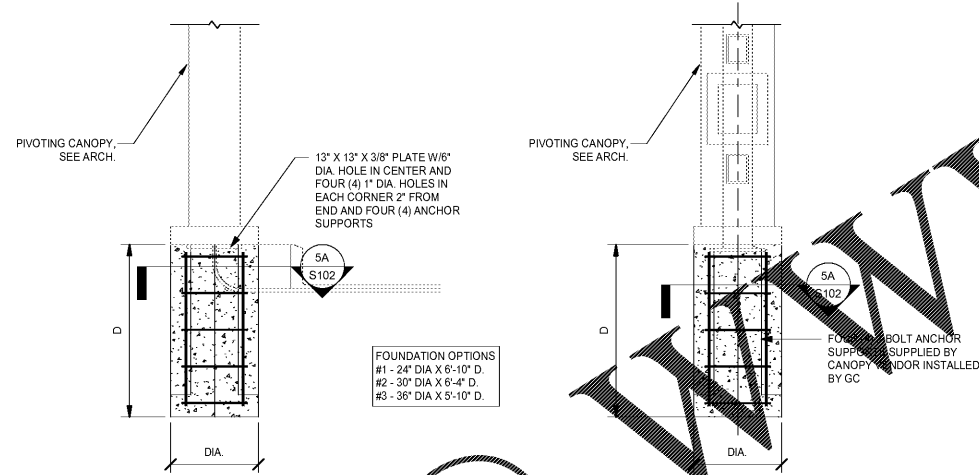 PIVOTING CANOPY,
SEE ARCH.
13" X 13" X 3/8" PLATE W/6"
DIA. HOLE IN CENTER AND
FOUR (4) 1" DIA. HOLES IN
EACH CORNER 2" FROM
END AND FOUR (4) ANCHOR
SUPPORTS
5A
S102
D
DIA.
FOUNDATION OPTIONS
#1 - 24" DIA X 6'-10" D.
#2 - 30" DIA X 6'-4" D.
#3 - 36" DIA X 5'-10" D.
PIVOTING CANOPY,
SEE ARCH.
5A
S102
D
BOLT ANCHOR
SUPPLIED BY
CANOPY VENDOR INSTALLED
BY GC
DIA.
WW
W